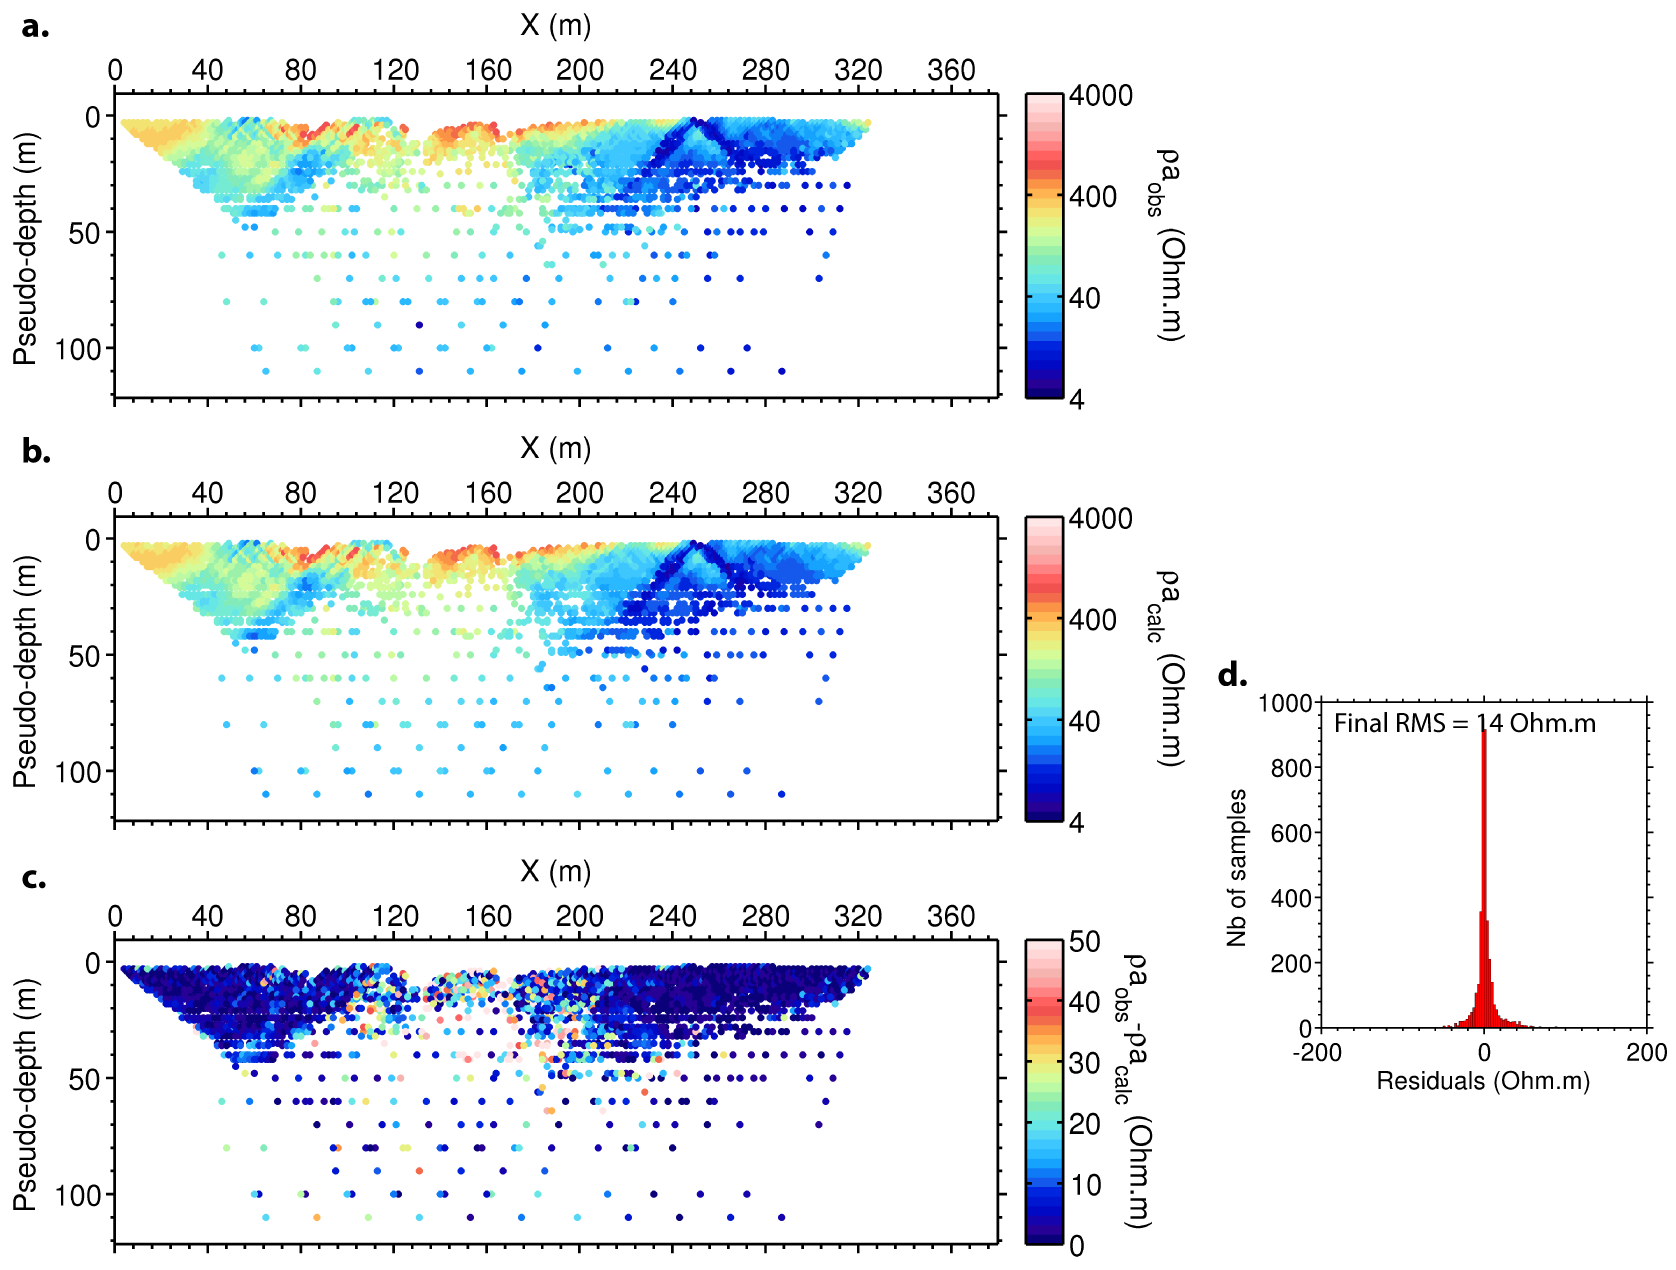 a.
X (m)
0 40 80 120 160 200 240 280 320 360
0
50
100
Pseudo-depth (m)
4000
400
40
4
ρa obs (Ohm.m)
b.
X (m)
0 40 80 120 160 200 240 280 320 360
0
50
100
Pseudo-depth (m)
4000
400
40
4
ρa calc (Ohm.m)
c.
X (m)
0 40 80 120 160 200 240 280 320 360
0
50
100
Pseudo-depth (m)
50
40
30
20
10
0
ρa obs -ρa calc (Ohm.m)
d.
Final RMS = 14 Ohm.m
1000
800
600
400
200
0
Nb of samples
-200 0 200
Residuals (Ohm.m)